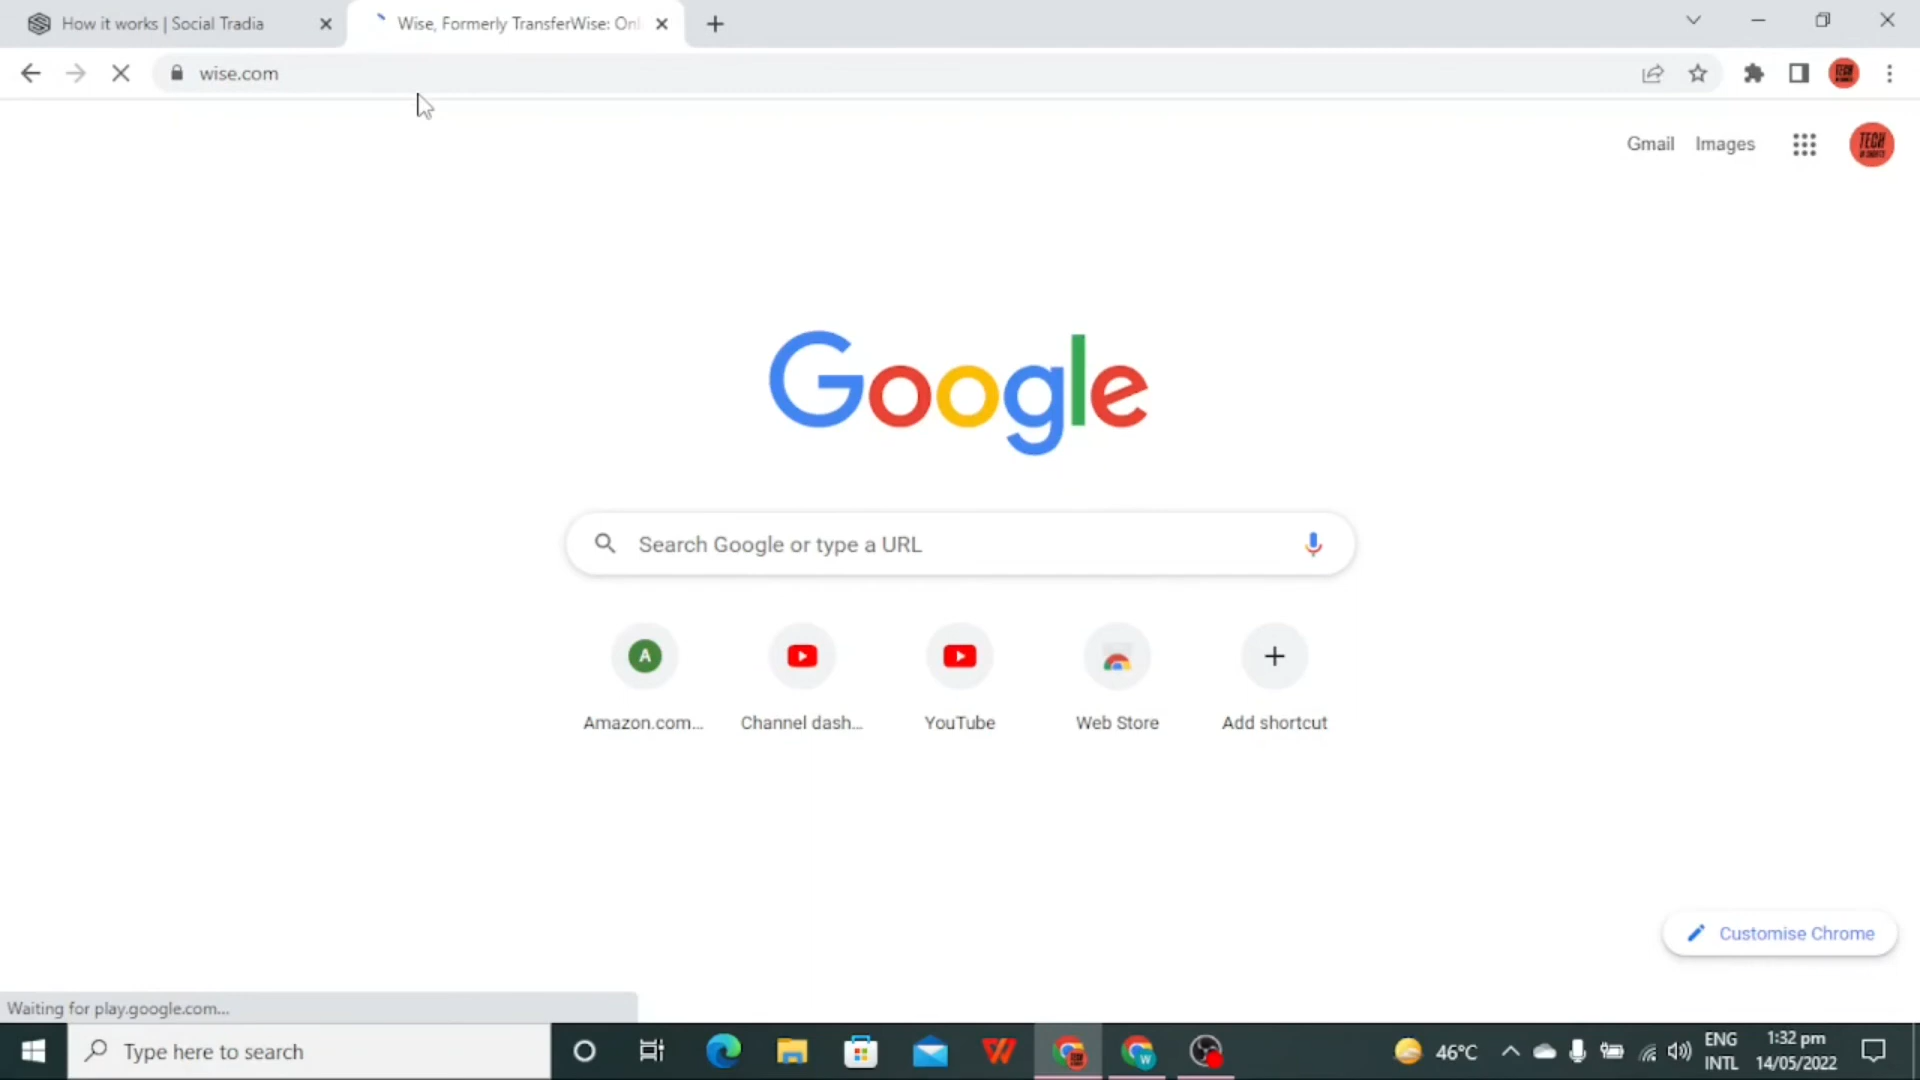 How it works | Social Tradia
Wise, Formerly TransferWise: Onl
wise.com
Gmail
Images
TECH
Google
Search Google or type a URL
A
Amazon.com...
Channel dash...
YouTube
Web Store
Add shortcut
Customise Chrome
Waiting for play.google.com...
Type here to search
46°C
ENG
INTL
1:32 pm
14/05/2022